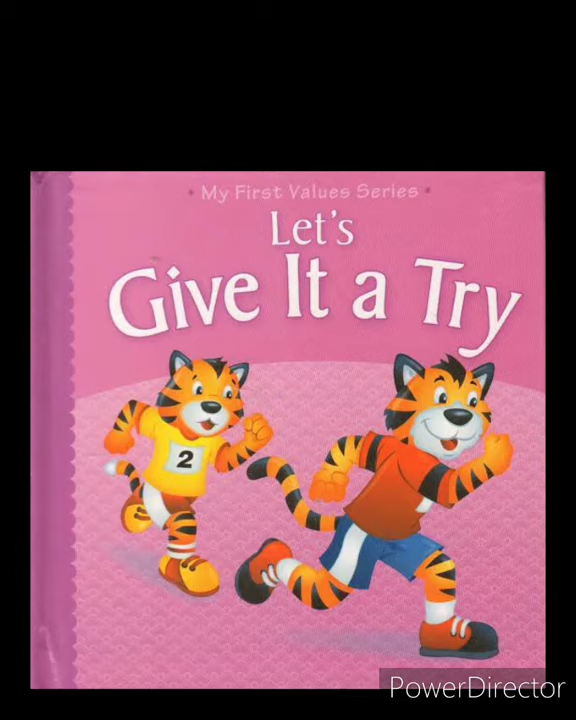 • My First Values Series •
Let's
Give It a Try
2
PowerDirector